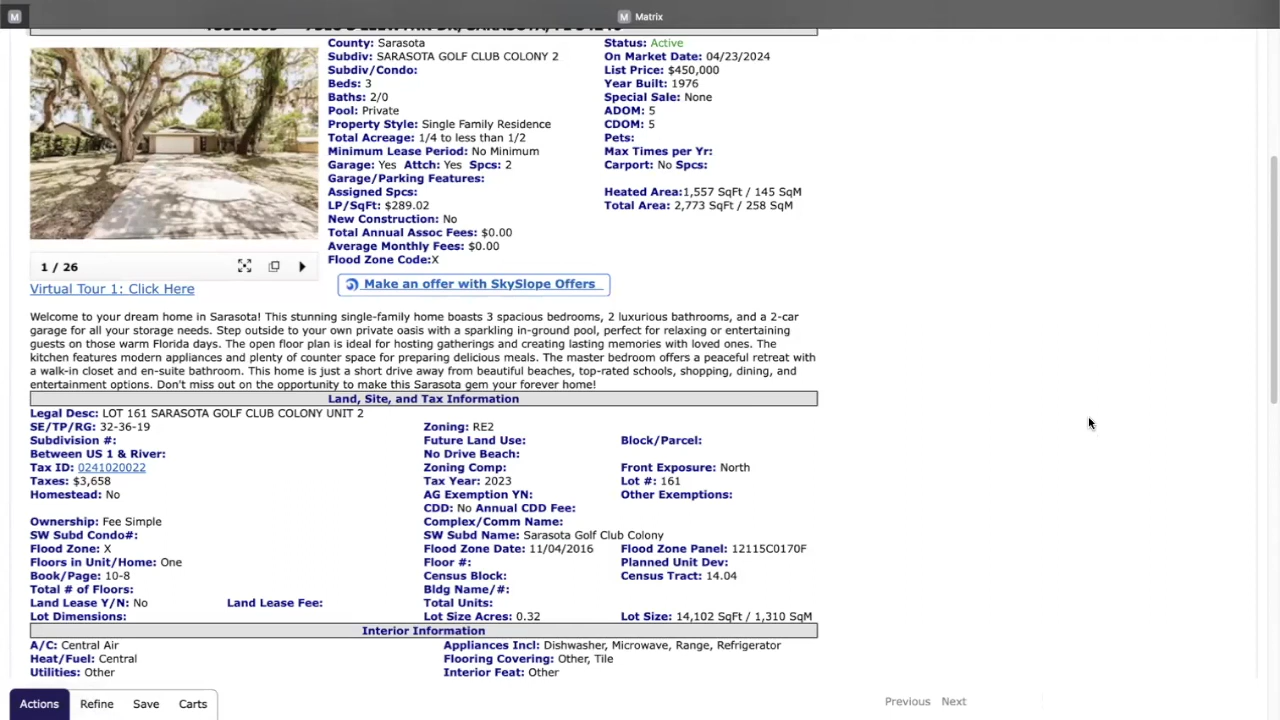 M
M Matrix
County: Sarasota
Status: Active
Subdiv: SARASOTA GOLF CLUB COLONY 2
On Market Date: 04/23/2024
Subdiv/Condo:
List Price: $450,000
Beds: 3
Year Built: 1976
Baths: 2/0
Special Sale: None
Pool: Private
ADOM: 5
Property Style: Single Family Residence
CDOM: 5
Total Acreage: 1/4 to less than 1/2
Pets:
Minimum Lease Period: No Minimum
Max Times per Yr:
Garage: Yes Attch: Yes Spcs: 2
Carport: No Spcs:
Garage/Parking Features:
Assigned Spcs:
Heated Area:1,557 SqFt / 145 SqM
LP/SqFt: $289.02
Total Area: 2,773 SqFt / 258 SqM
New Construction: No
Total Annual Assoc Fees: $0.00
Average Monthly Fees: $0.00
Flood Zone Code:X
1 / 26
Virtual Tour 1: Click Here
Make an offer with SkySlope Offers
Welcome to your dream home in Sarasota! This stunning single-family home boasts 3 spacious bedrooms, 2 luxurious bathrooms, and a 2-car
garage for all your storage needs. Step outside to your own private oasis with a sparkling in-ground pool, perfect for relaxing or entertaining
guests on those warm Florida days. The open floor plan is ideal for hosting gatherings and creating lasting memories with loved ones. The
kitchen features modern appliances and plenty of counter space for preparing delicious meals. The master bedroom offers a peaceful retreat with
a walk-in closet and en-suite bathroom. This home is just a short drive away from beautiful beaches, top-rated schools, shopping, dining, and
entertainment options. Don't miss out on the opportunity to make this Sarasota gem your forever home!
Land, Site, and Tax Information
Legal Desc: LOT 161 SARASOTA GOLF CLUB COLONY UNIT 2
SE/TP/RG: 32-36-19
Zoning: RE2
Subdivision #:
Future Land Use:
Block/Parcel:
Between US 1 & River:
No Drive Beach:
Tax ID: 0241020022
Zoning Comp:
Front Exposure: North
Taxes: $3,658
Tax Year: 2023
Lot #: 161
Homestead: No
AG Exemption YN:
Other Exemptions:
CDD: No Annual CDD Fee:
Ownership: Fee Simple
Complex/Comm Name:
SW Subd Condo#:
SW Subd Name: Sarasota Golf Club Colony
Flood Zone: X
Flood Zone Date: 11/04/2016
Flood Zone Panel: 12115C0170F
Floors in Unit/Home: One
Floor #:
Planned Unit Dev:
Book/Page: 10-8
Census Block:
Census Tract: 14.04
Total # of Floors:
Bldg Name/#:
Land Lease Y/N: No
Land Lease Fee:
Total Units:
Lot Dimensions:
Lot Size Acres: 0.32
Lot Size: 14,102 SqFt / 1,310 SqM
Interior Information
A/C: Central Air
Appliances Incl: Dishwasher, Microwave, Range, Refrigerator
Heat/Fuel: Central
Flooring Covering: Other, Tile
Utilities: Other
Interior Feat: Other
Actions Refine Save Carts
Previous Next